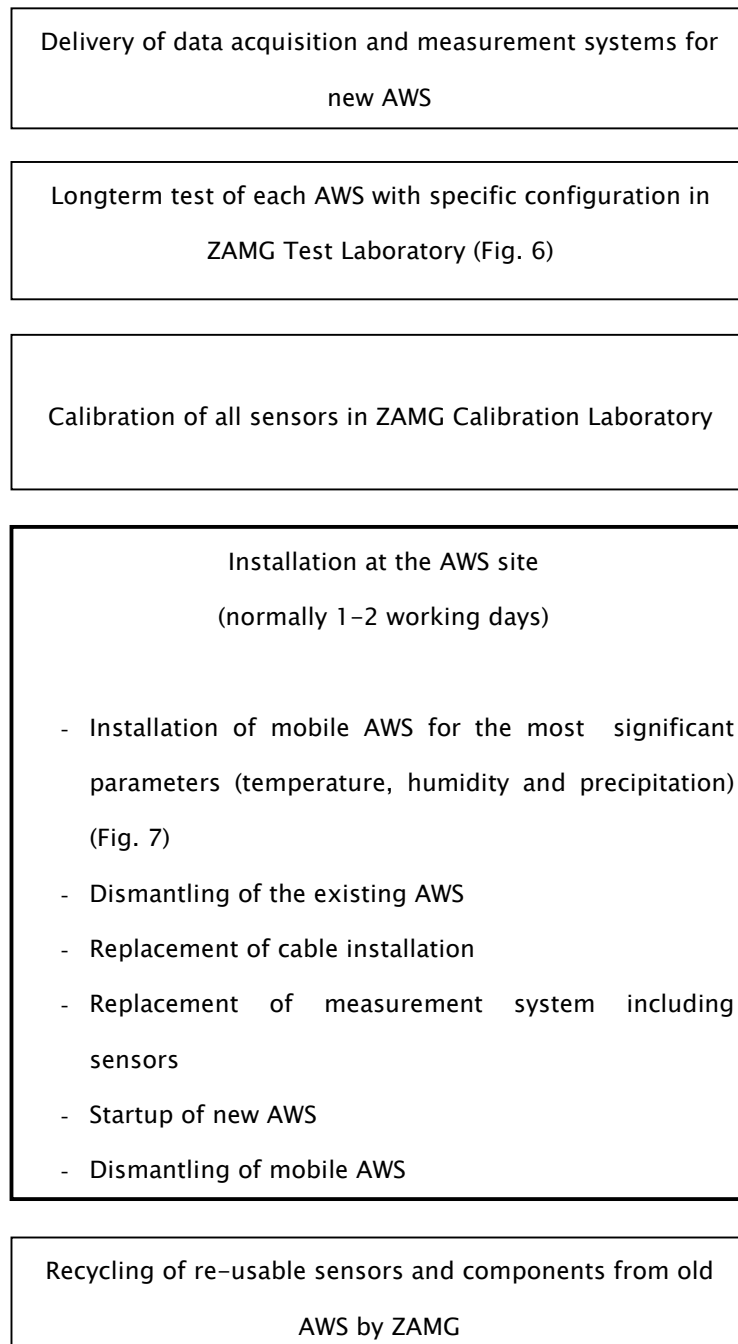 Delivery of data acquisition and measurement systems for
new AWS
Longterm test of each AWS with specific configuration in
ZAMG Test Laboratory (Fig. 6)
Calibration of all sensors in ZAMG Calibration Laboratory
Installation at the AWS site
(normally 1-2 working days)
- Installation of mobile AWS for the most significant
parameters (temperature, humidity and precipitation)
(Fig. 7)
- Dismantling of the existing AWS
- Replacement of cable installation
- Replacement of measurement system including
sensors
- Startup of new AWS
- Dismantling of mobile AWS
Recycling of re-usable sensors and components from old
AWS by ZAMG